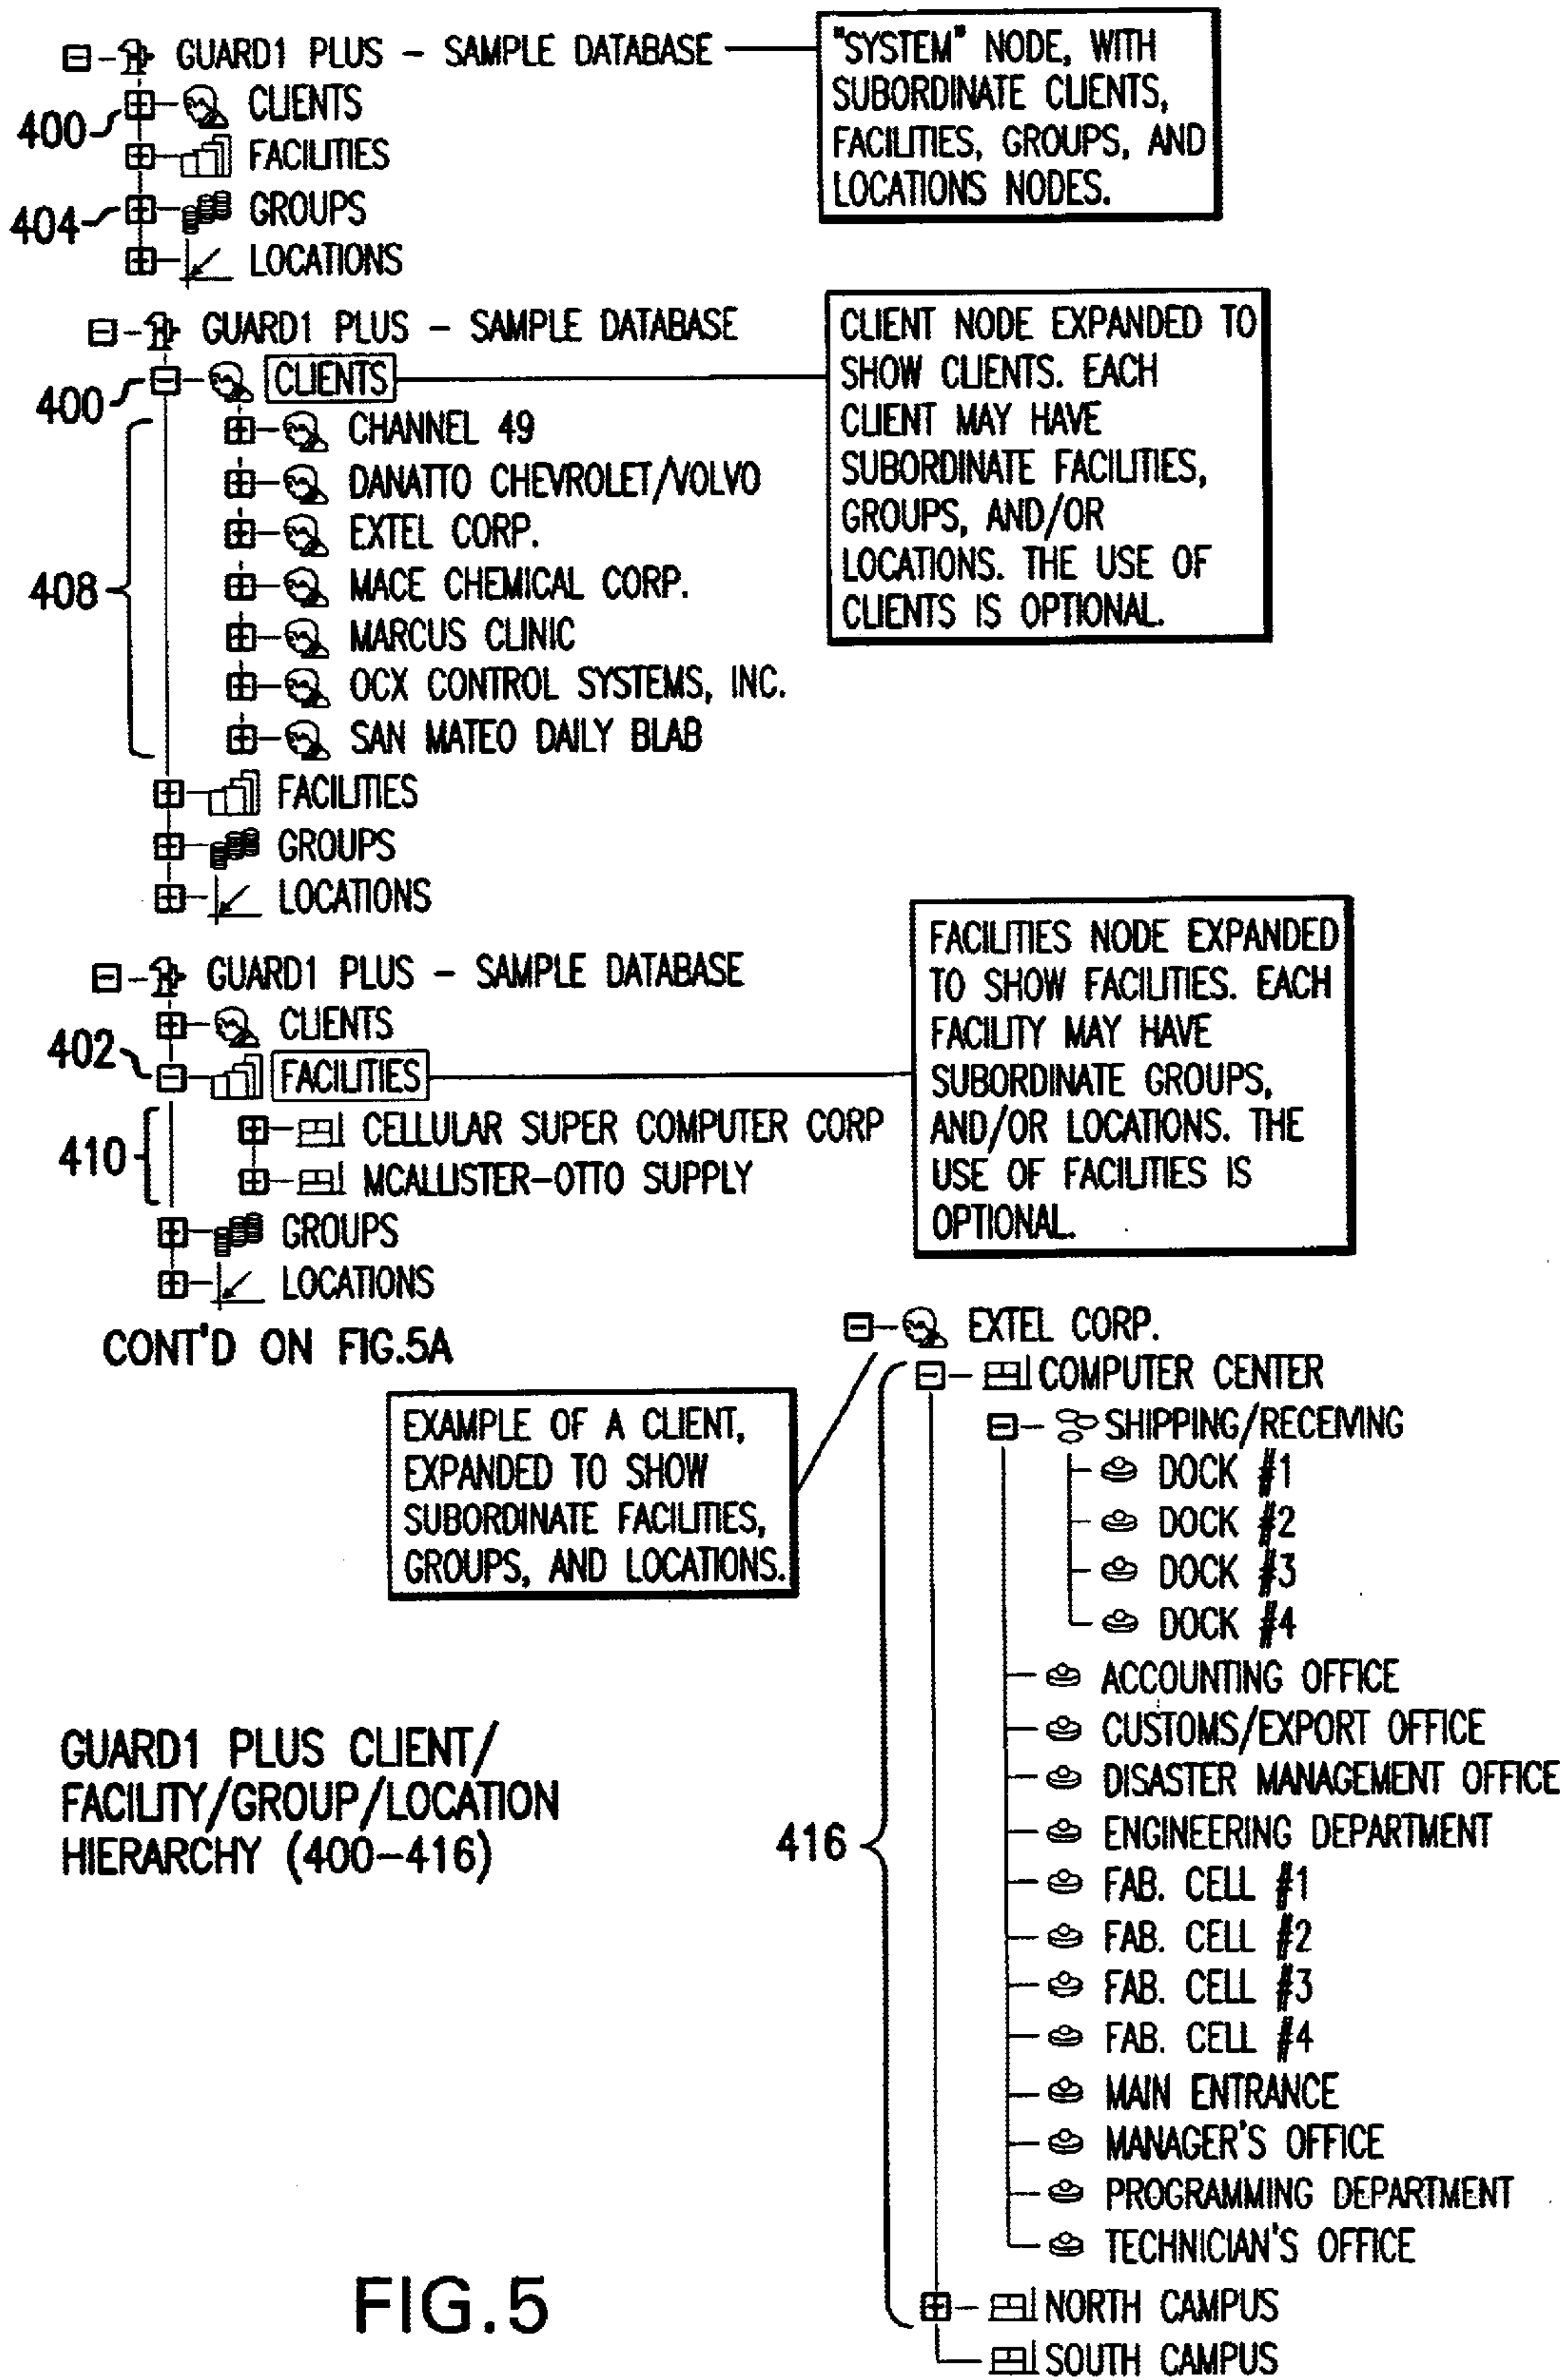 GUARD1 PLUS - SAMPLE DATABASE
400
CLIENTS
FACILITIES
404
GROUPS
LOCATIONS
"SYSTEM" NODE, WITH
SUBORDINATE CLIENTS,
FACILITIES, GROUPS, AND
LOCATIONS NODES.
GUARD1 PLUS - SAMPLE DATABASE
400
CLIENTS
408
CHANNEL 49
DANATTO CHEVROLET/VOLVO
EXTEL CORP.
MACE CHEMICAL CORP.
MARCUS CLINIC
OCX CONTROL SYSTEMS, INC.
SAN MATEO DAILY BLAB
FACILITIES
GROUPS
LOCATIONS
CLIENT NODE EXPANDED TO
SHOW CLIENTS. EACH
CLIENT MAY HAVE
SUBORDINATE FACILITIES,
GROUPS, AND/OR
LOCATIONS. THE USE OF
CLIENTS IS OPTIONAL.
GUARD1 PLUS - SAMPLE DATABASE
CLIENTS
402
FACILITIES
410
CELLULAR SUPER COMPUTER CORP
MCALLISTER-OTTO SUPPLY
GROUPS
LOCATIONS
FACILITIES NODE EXPANDED
TO SHOW FACILITIES. EACH
FACILITY MAY HAVE
SUBORDINATE GROUPS,
AND/OR LOCATIONS. THE
USE OF FACILITIES IS
OPTIONAL.
CONT'D ON FIG.5A
EXAMPLE OF A CLIENT,
EXPANDED TO SHOW
SUBORDINATE FACILITIES,
GROUPS, AND LOCATIONS.
EXTEL CORP.
416
COMPUTER CENTER
SHIPPING/RECEIVING
DOCK #1
DOCK #2
DOCK #3
DOCK #4
ACCOUNTING OFFICE
CUSTOMS/EXPORT OFFICE
DISASTER MANAGEMENT OFFICE
ENGINEERING DEPARTMENT
FAB. CELL #1
FAB. CELL #2
FAB. CELL #3
FAB. CELL #4
MAIN ENTRANCE
MANAGER'S OFFICE
PROGRAMMING DEPARTMENT
TECHNICIAN'S OFFICE
NORTH CAMPUS
SOUTH CAMPUS
GUARD1 PLUS CLIENT/
FACILITY/GROUP/LOCATION
HIERARCHY (400-416)
FIG.5